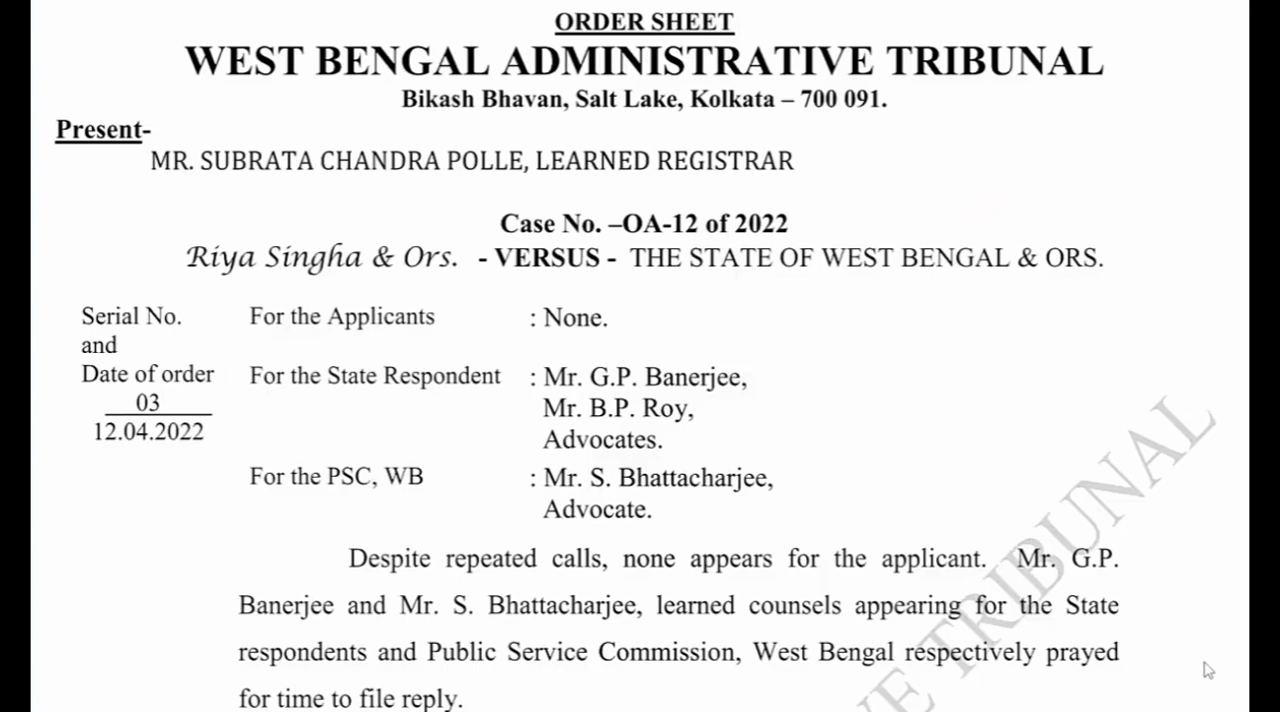 ORDER SHEET
WEST BENGAL ADMINISTRATIVE TRIBUNAL
Bikash Bhavan, Salt Lake, Kolkata – 700 091.
Present-
MR. SUBRATA CHANDRA POLLE, LEARNED REGISTRAR
Case No. –OA-12 of 2022
Riya Singha & Ors. - VERSUS - THE STATE OF WEST BENGAL & ORS.
Serial No.
and
Date of order
03
12.04.2022
For the Applicants : None.
For the State Respondent : Mr. G.P. Banerjee,
Mr. B.P. Roy,
Advocates.
For the PSC, WB : Mr. S. Bhattacharjee,
Advocate.
Despite repeated calls, none appears for the applicant. Mr. G.P.
Banerjee and Mr. S. Bhattacharjee, learned counsels appearing for the State
respondents and Public Service Commission, West Bengal respectively prayed
for time to file reply.
VE TRIBUNAL